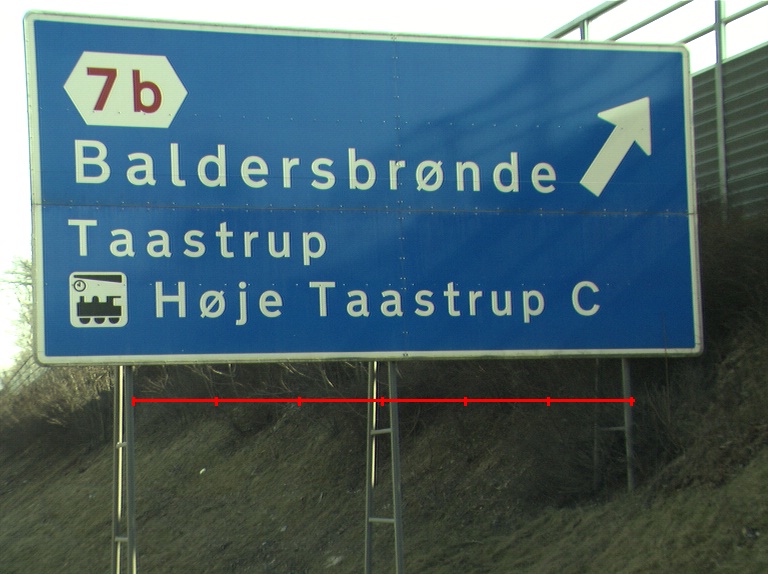 7b
Baldersbrønde
Taastrup
Høje Taastrup C